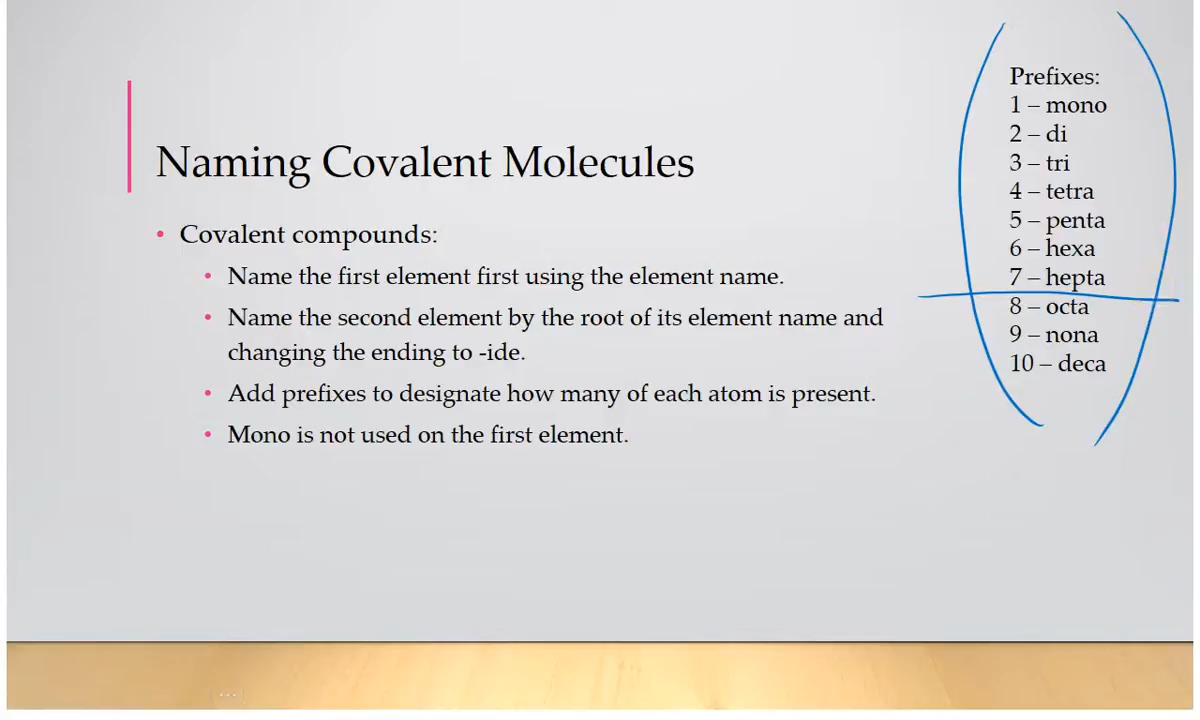 Naming Covalent Molecules
• Covalent compounds:
• Name the first element first using the element name.
• Name the second element by the root of its element name and
changing the ending to -ide.
• Add prefixes to designate how many of each atom is present.
• Mono is not used on the first element.
Prefixes:
1 – mono
2 – di
3 – tri
4 – tetra
5 – penta
6 – hexa
7 – hepta
8 – octa
9 – nona
10 – deca